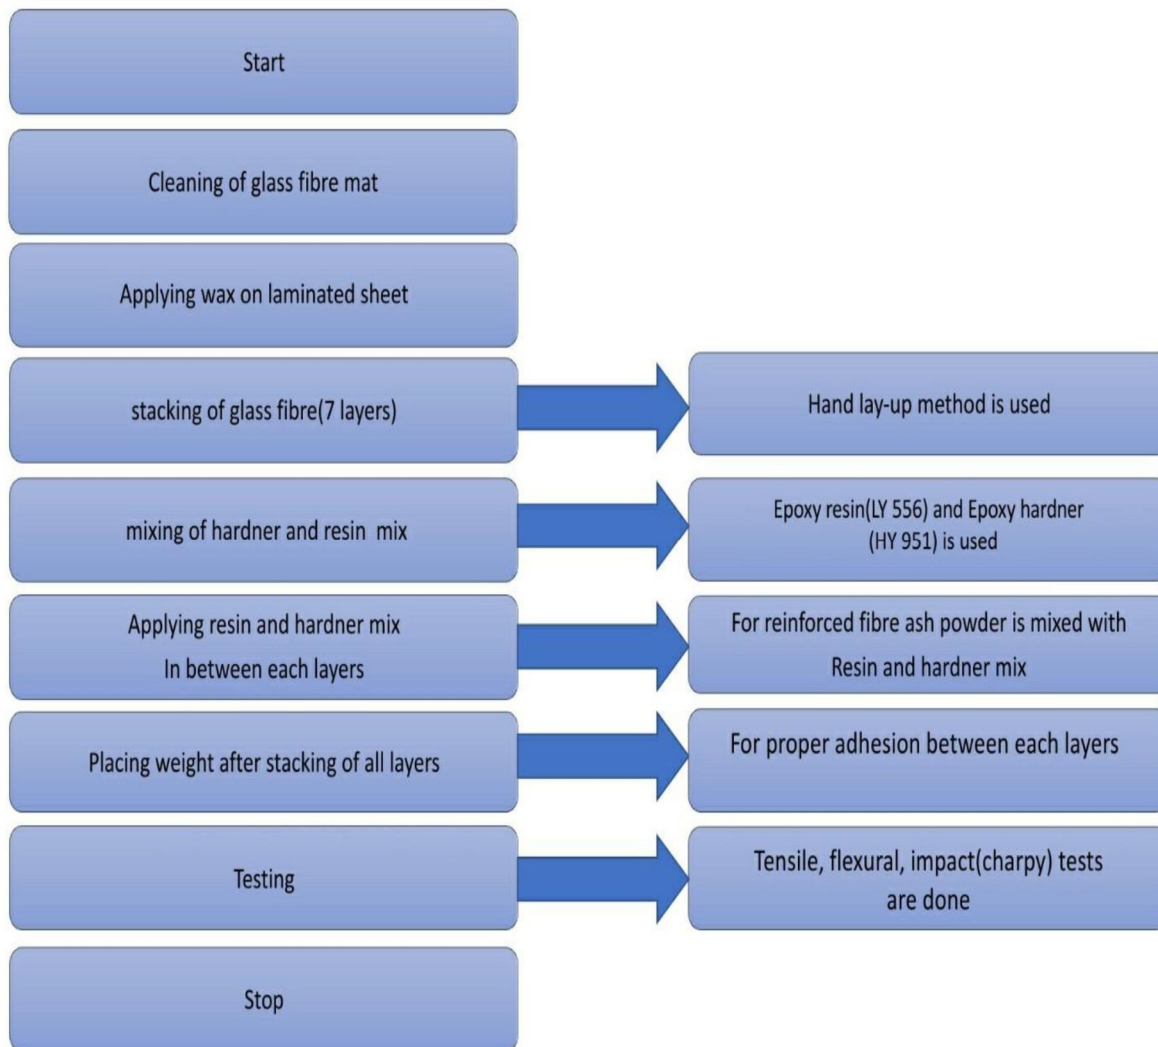 Start
Cleaning of glass fibre mat
Applying wax on laminated sheet
stacking of glass fibre(7 layers)
Hand lay-up method is used
mixing of hardner and resin mix
Epoxy resin(LY 556) and Epoxy hardner
(HY 951) is used
Applying resin and hardner mix
In between each layers
For reinforced fibre ash powder is mixed with
Resin and hardner mix
Placing weight after stacking of all layers
For proper adhesion between each layers
Testing
Tensile, flexural, impact(charpy) tests
are done
Stop